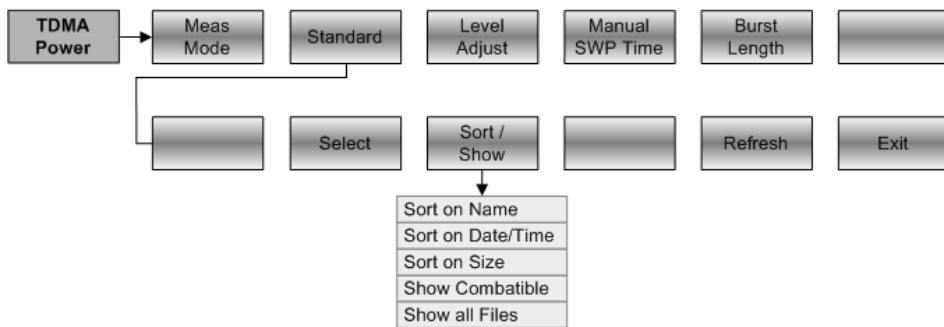 TDMA
Power
Meas
Mode
Standard
Level
Adjust
Manual
SWP Time
Burst
Length
Select
Sort /
Show
Refresh
Exit
Sort on Name
Sort on Date/Time
Sort on Size
Show Combatible
Show all Files